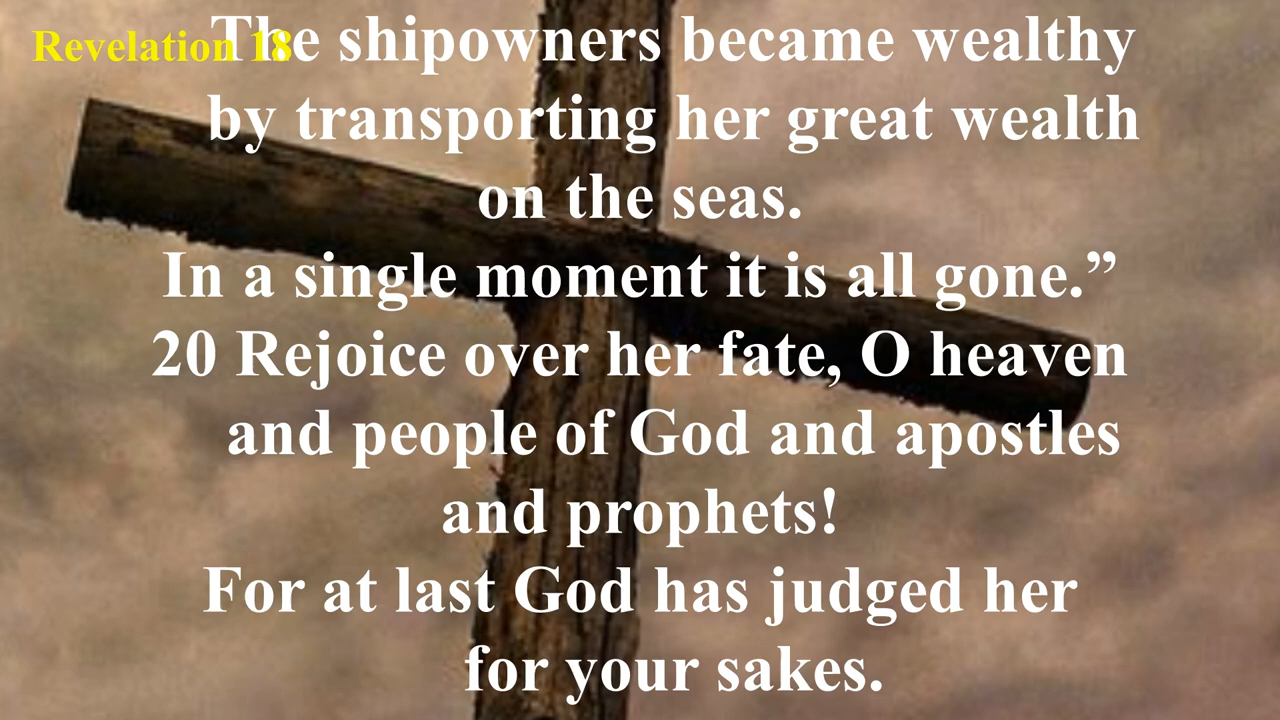 Revelation 18
The shipowners became wealthy
by transporting her great wealth
on the seas.
In a single moment it is all gone.”
20 Rejoice over her fate, O heaven
and people of God and apostles
and prophets!
For at last God has judged her
for your sakes.